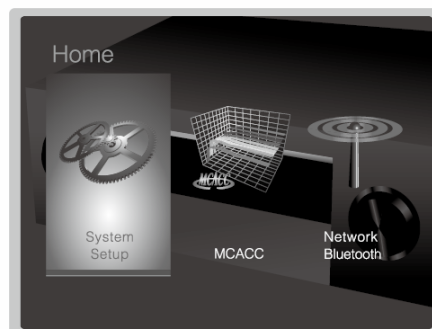 Home
MCACC
System
Setup
MCACC
Network
Bluetooth